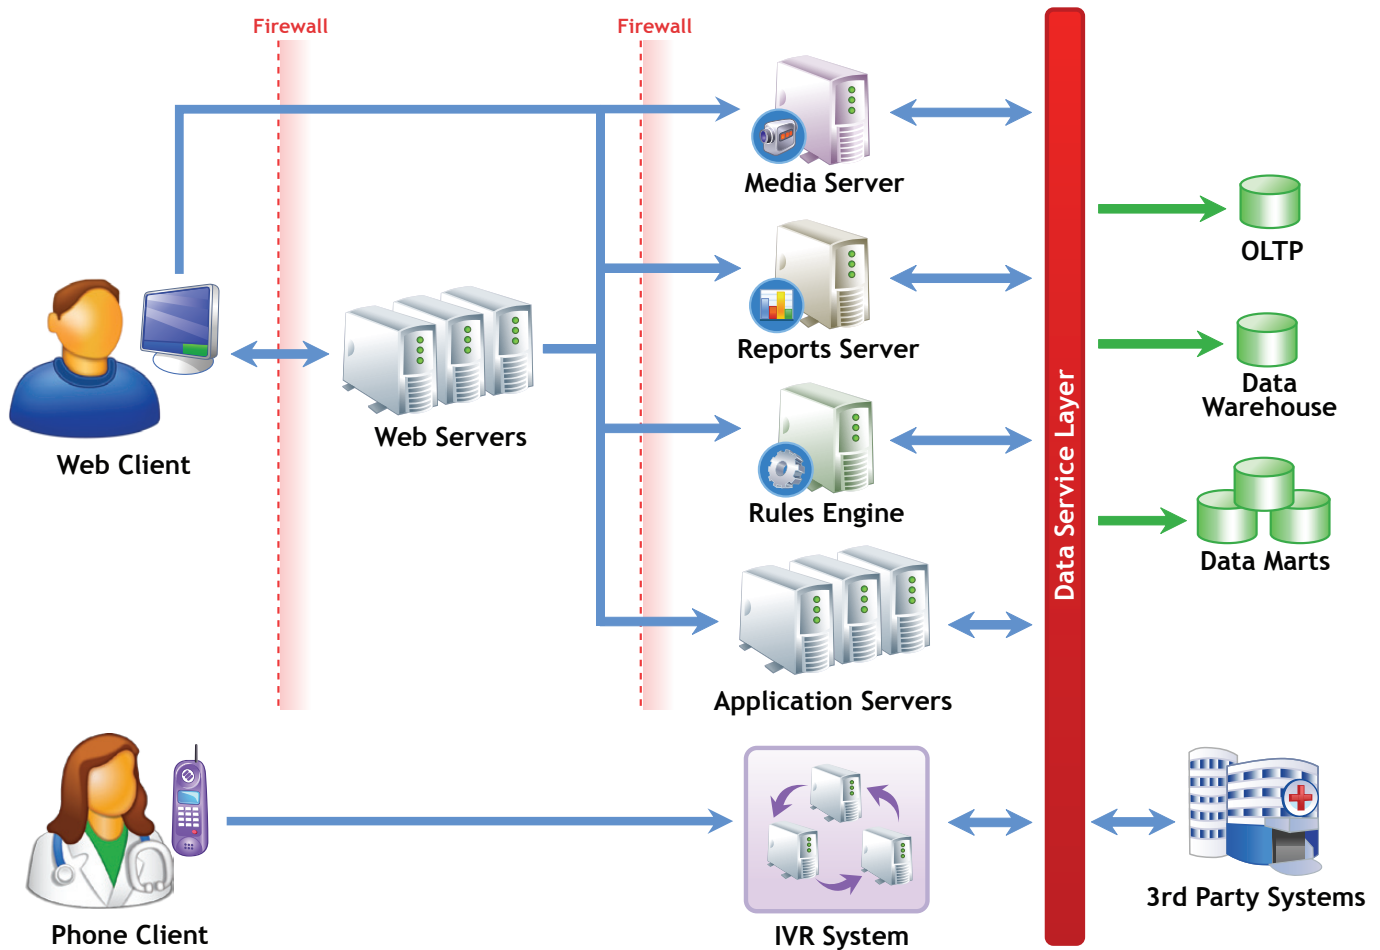 Firewall
Firewall
Media Server
OLTP
Reports Server
Data
Warehouse
Web Servers
Web Client
Rules Engine
Data Marts
Data Service Layer
Application Servers
3rd Party Systems
Phone Client
IVR System